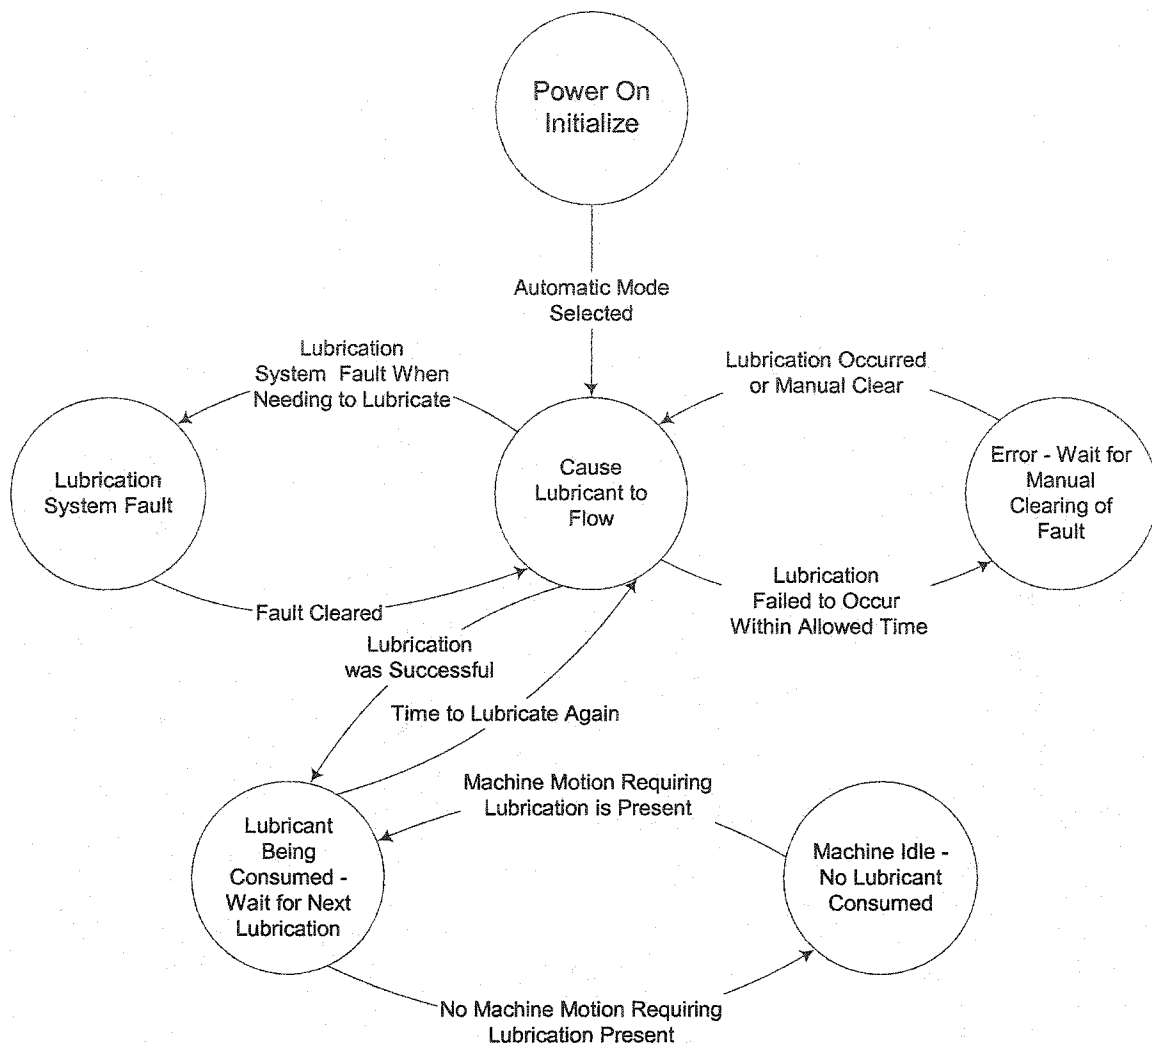 Power On
Initialize
Automatic Mode
Selected
Lubrication
System Fault When
Needing to Lubricate
Lubrication Occurred
or Manual Clear
Lubrication
System Fault
Cause
Lubricant to
Flow
Error - Wait for
Manual
Clearing of
Fault
Fault Cleared
Lubrication
Failed to Occur
Within Allowed Time
Lubrication
was Successful
Time to Lubricate Again
Machine Motion Requiring
Lubrication is Present
Lubricant
Being
Consumed -
Wait for Next
Lubrication
Machine Idle -
No Lubricant
Consumed
No Machine Motion Requiring
Lubrication Present